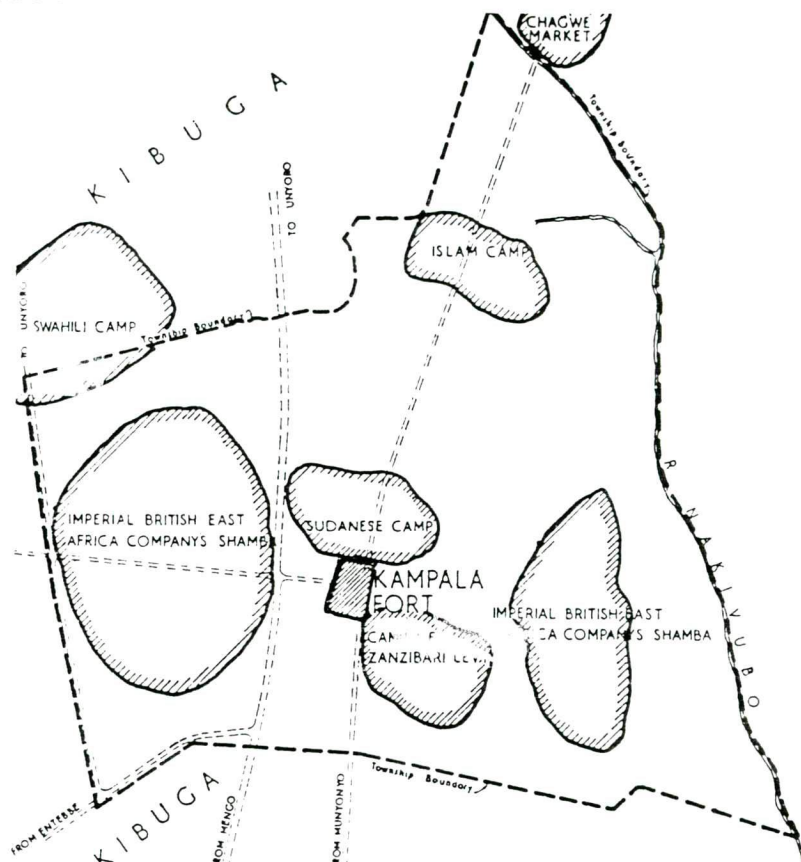 CHAGWE
MARKET
Township Boundary
KIBUGA
TO UNYORO
ISLAM CAMP
TO UNYORO
SWAHILI CAMP
Township Boundary
IMPERIAL BRITISH EAST
AFRICA COMPANYS SHAMBA
SUDANESE CAMP
R NAKIVUBO
KAMPALA
FORT
IMPERIAL BRITISH EAST
COMPANYS SHAMBA
ZANZIBARI
Township Boundary
KIBUGA
FROM ENTEBBE
FROM MENGO
FROM MUNYONYO